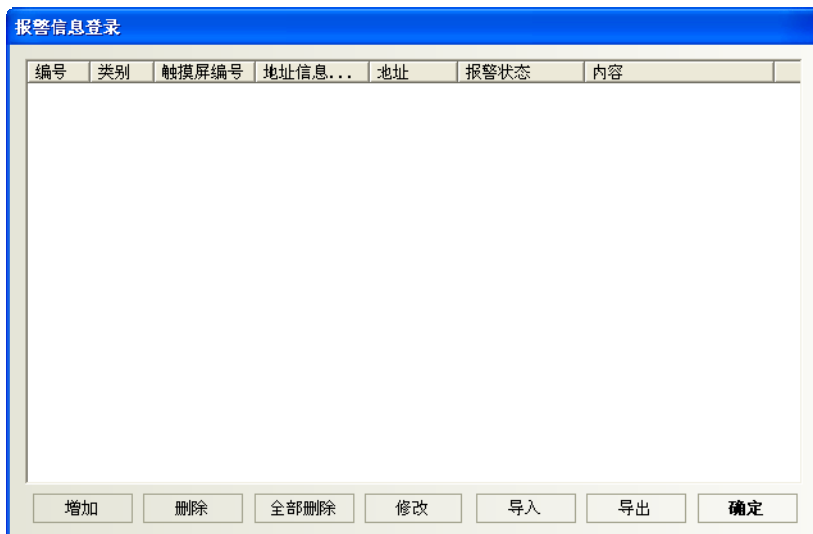 报警信息登录
编号 类别 触摸屏编号 地址信息... 地址 报警状态 内容
增加 删除 全部删除 修改 导入 导出 确定